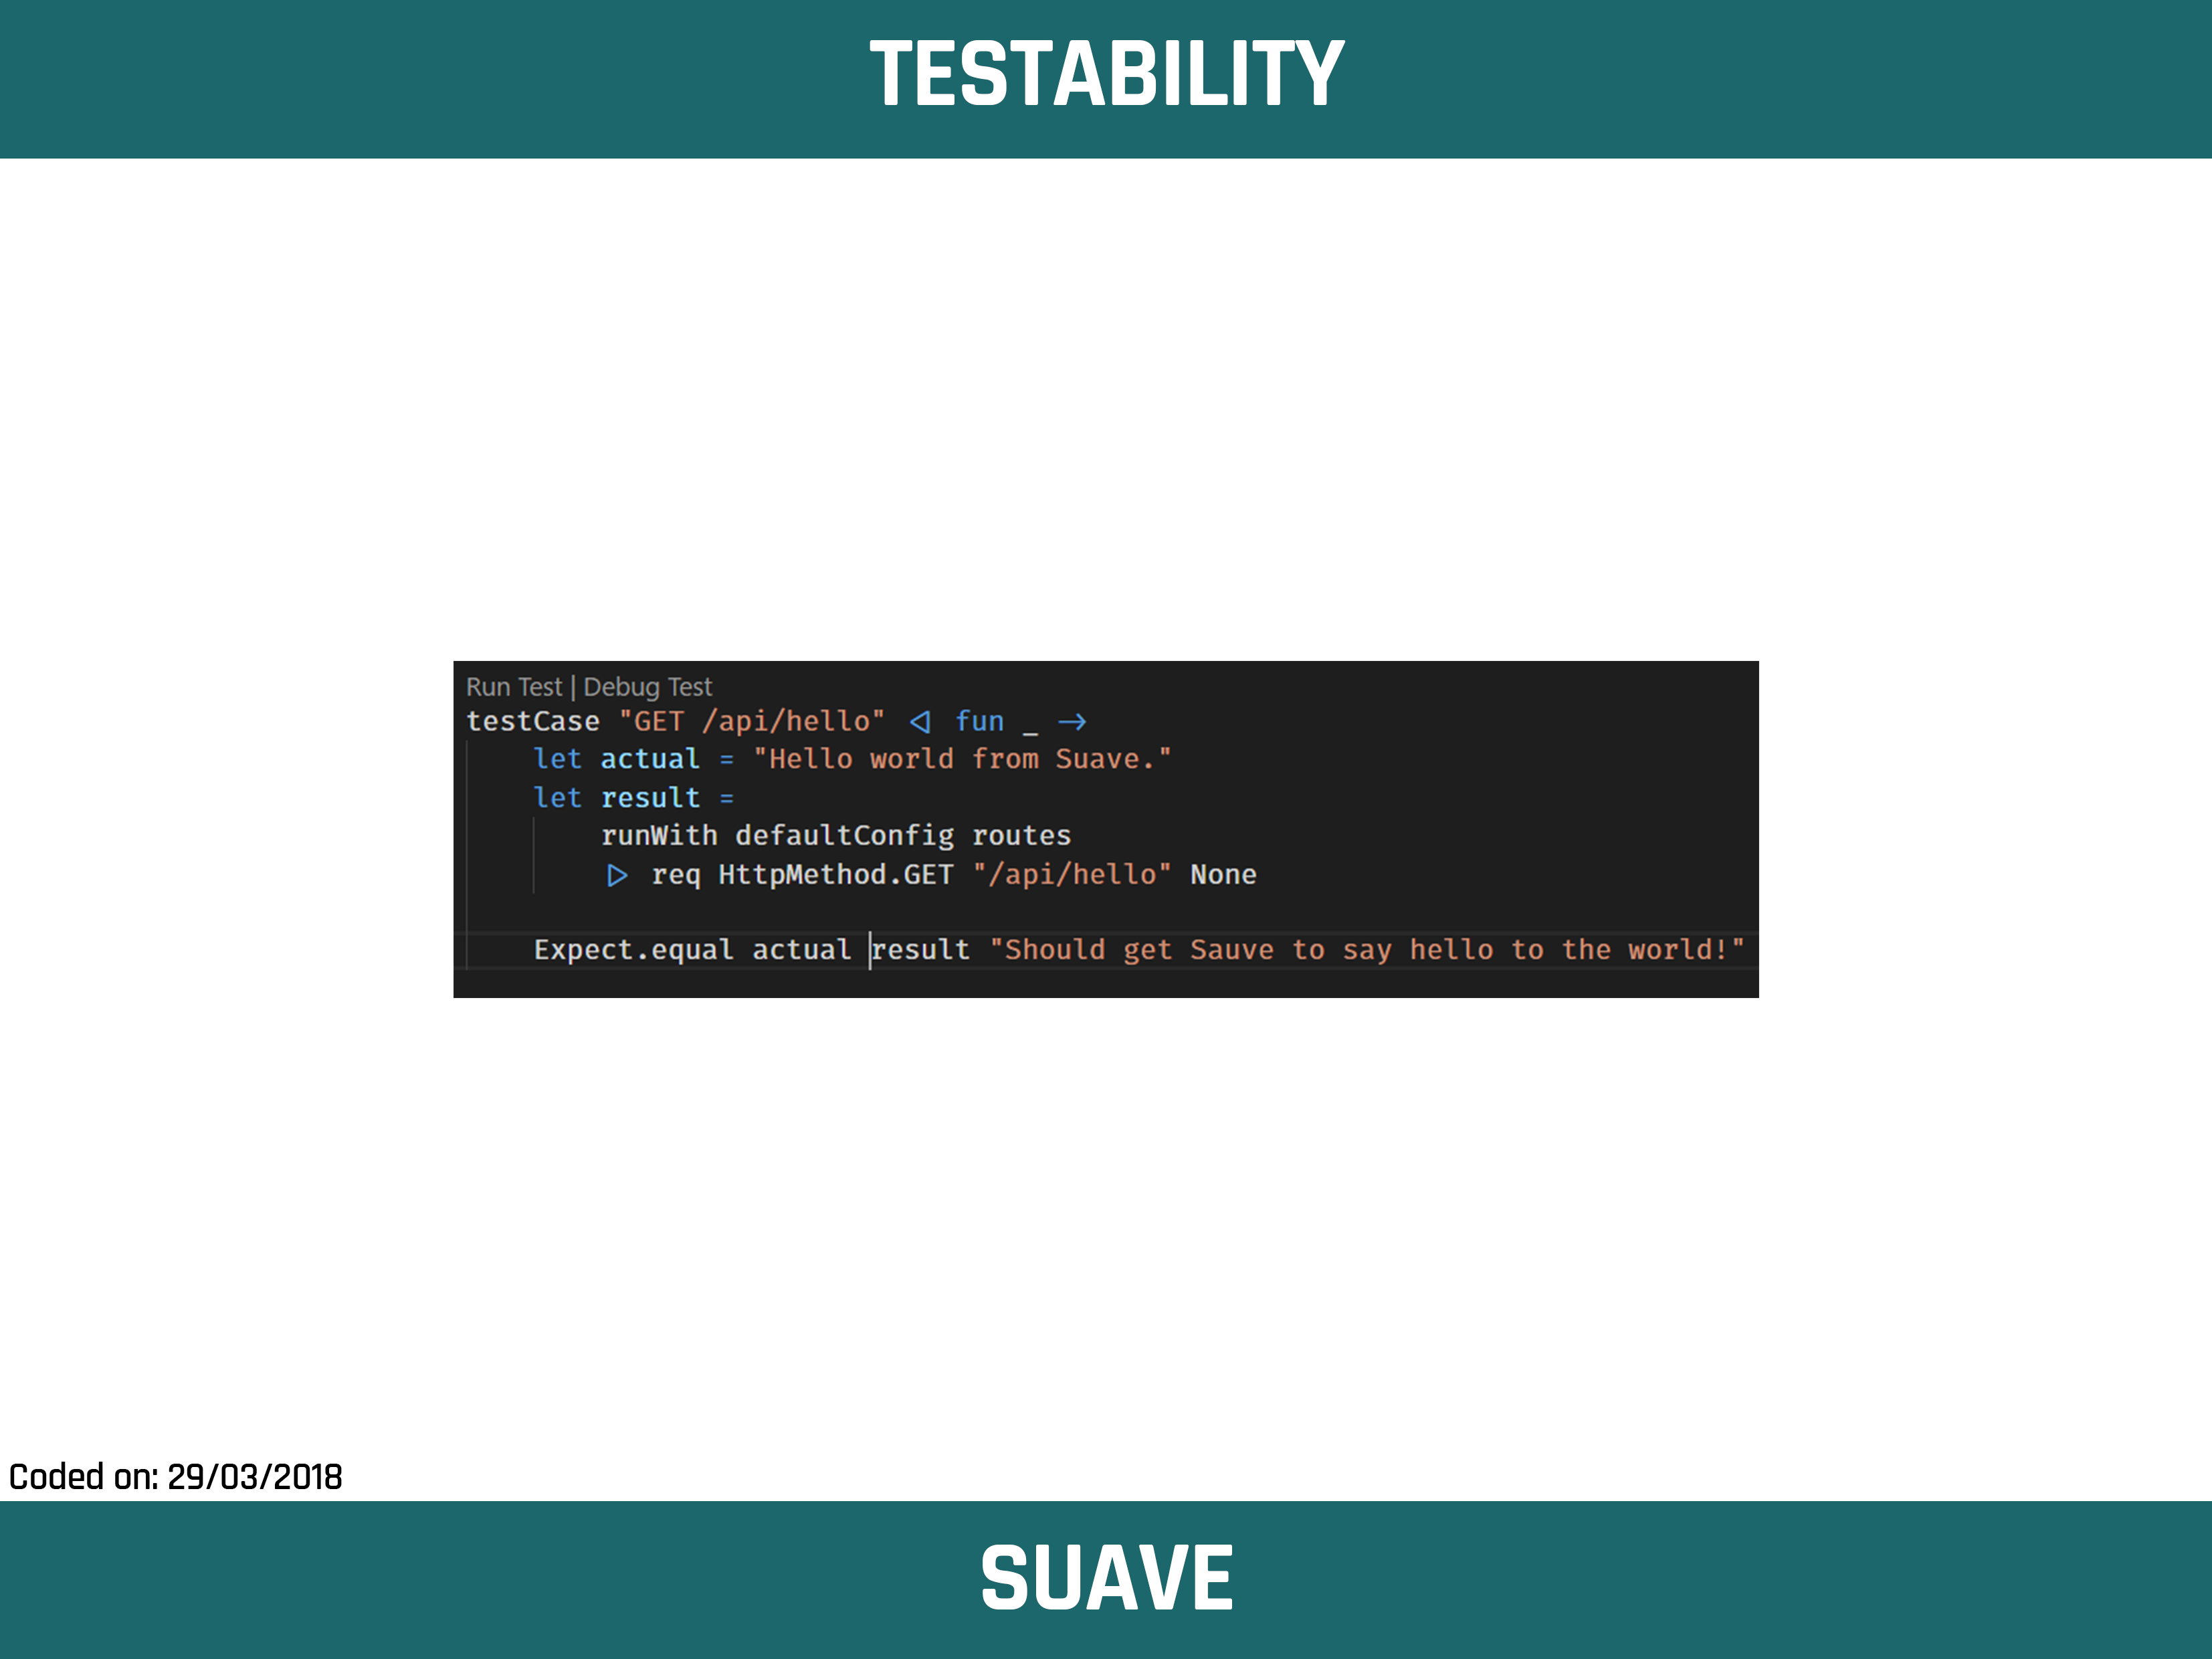 TESTABILITY
Run Test | Debug Test
testCase "GET /api/hello" <| fun _ ->
let actual = "Hello world from Suave."
let result =
runWith defaultConfig routes
|> req HttpMethod.GET "/api/hello" None
Expect.equal actual result "Should get Sauve to say hello to the world!"
Coded on: 29/03/2018
SUAVE